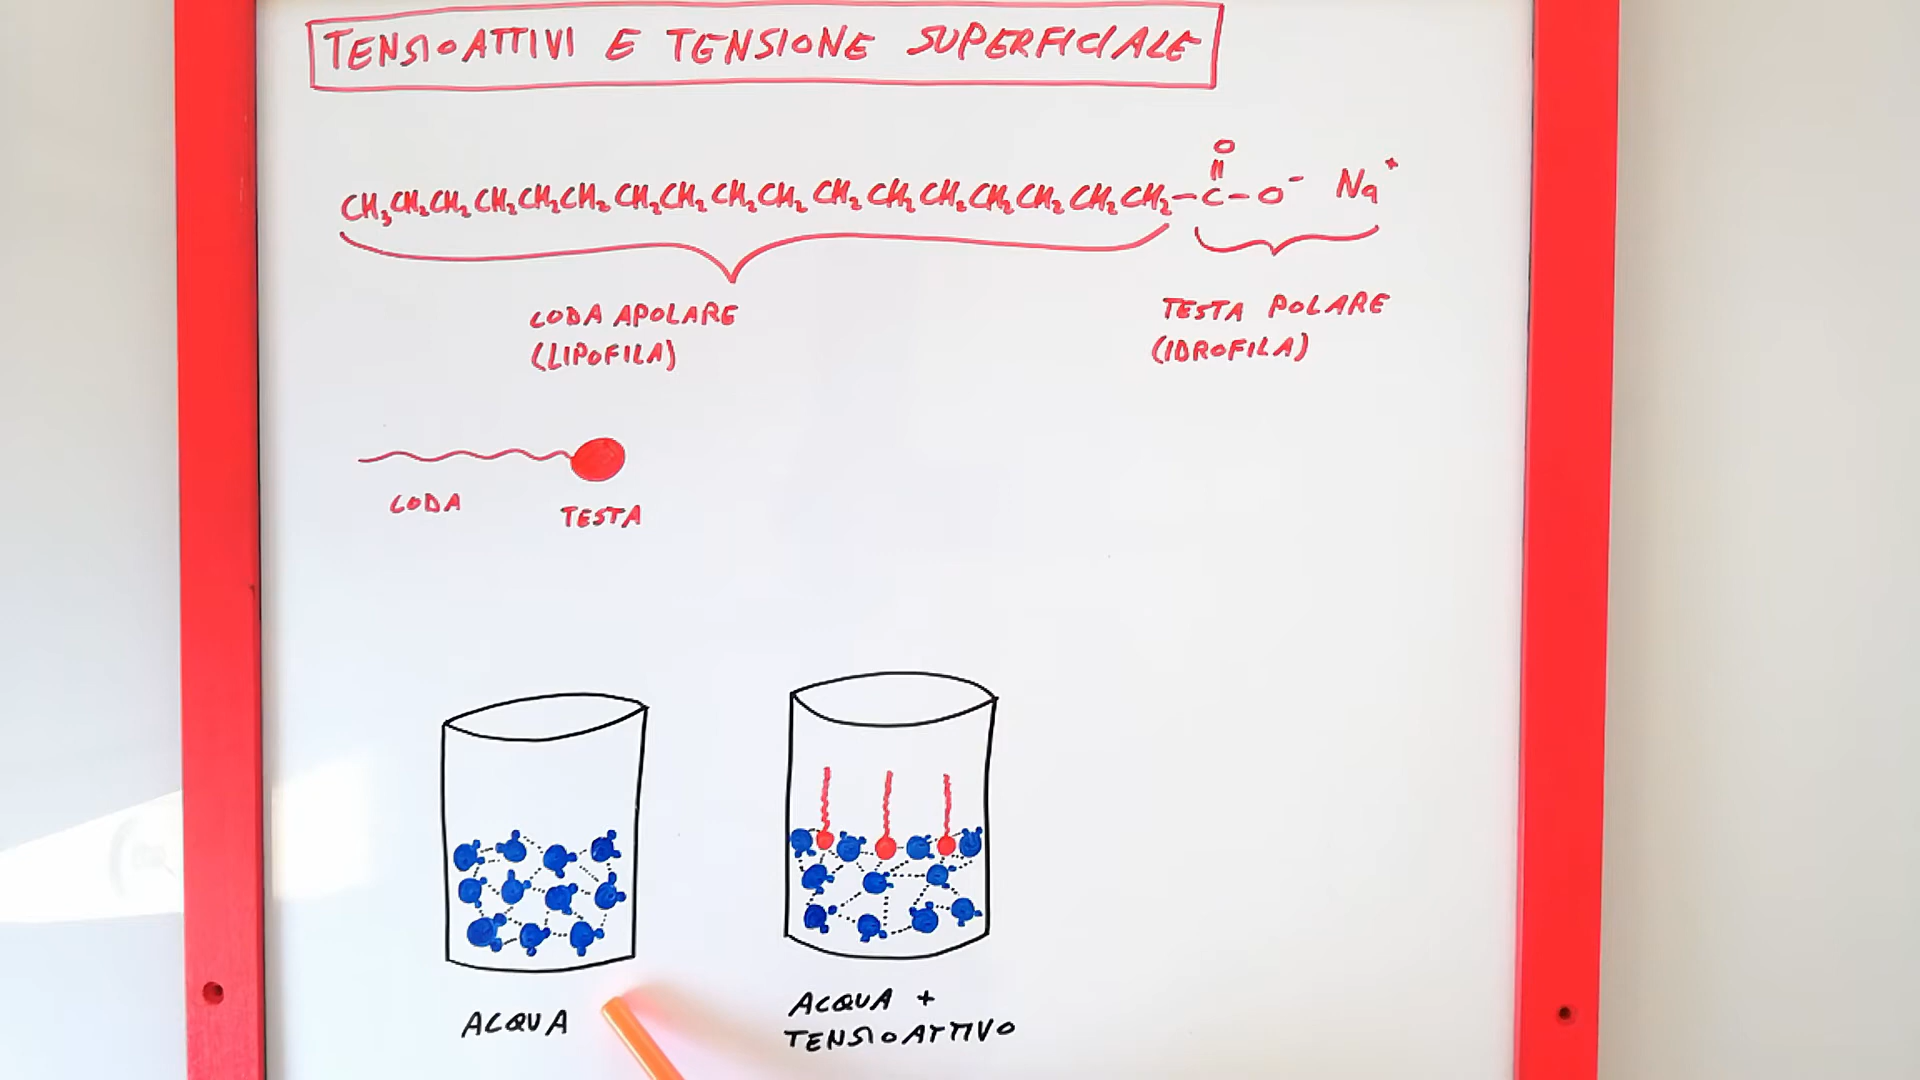 TENSIOATTIVI E TENSIONE SUPERFICIALE
O
||
CH₃CH₂CH₂CH₂CH₂CH₂CH₂CH₂CH₂CH₂CH₂CH₂CH₂CH₂CH₂CH₂CH₂-C-O⁻ Na⁺
CODA APOLARE
(LIPOFILA)
TESTA POLARE
(IDROFILA)
CODA
TESTA
ACQUA
ACQUA +
TENSIOATTIVO